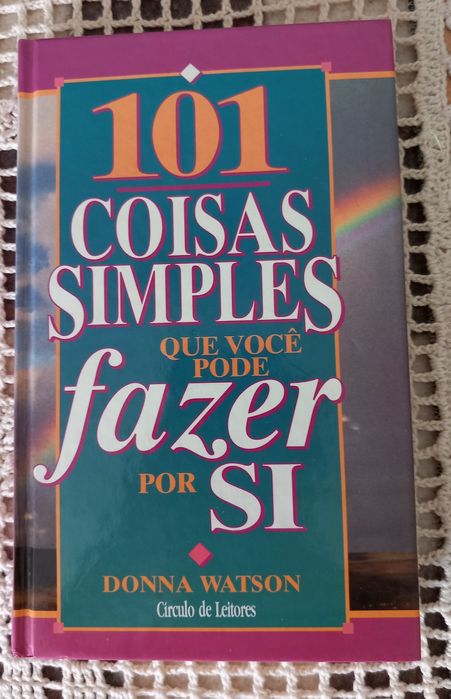 101
COISAS
SIMPLES
QUE VOCÊ
PODE
fazer
POR SI
DONNA WATSON
Círculo de Leitores